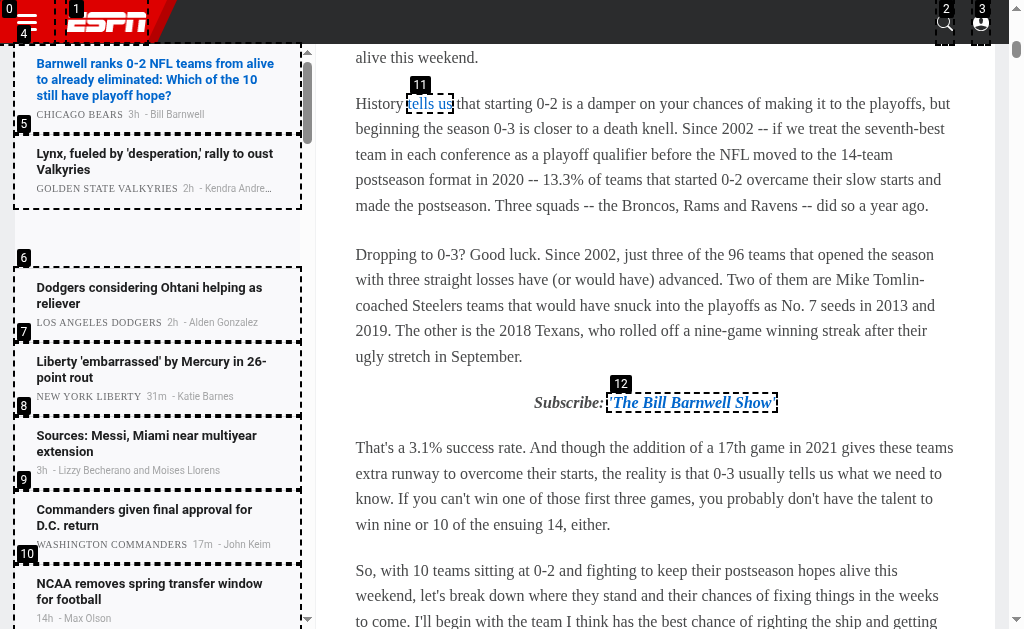 0
1
ESPN
2
3
4
Barnwell ranks 0-2 NFL teams from alive
to already eliminated: Which of the 10
still have playoff hope?
CHICAGO BEARS 3h - Bill Barnwell
5
Lynx, fueled by 'desperation,' rally to oust
Valkyries
GOLDEN STATE VALKYRIES 2h - Kendra Andre...
6
Dodgers considering Ohtani helping as
reliever
LOS ANGELES DODGERS 2h - Alden Gonzalez
7
Liberty 'embarrassed' by Mercury in 26-
point rout
NEW YORK LIBERTY 31m - Katie Barnes
8
Sources: Messi, Miami near multiyear
extension
3h - Lizzy Becherano and Moises Llorens
9
Commanders given final approval for
D.C. return
WASHINGTON COMMANDERS 17m - John Keim
10
NCAA removes spring transfer window
for football
14h - Max Olson
alive this weekend.
11
History tells us that starting 0-2 is a damper on your chances of making it to the playoffs, but
beginning the season 0-3 is closer to a death knell. Since 2002 -- if we treat the seventh-best
team in each conference as a playoff qualifier before the NFL moved to the 14-team
postseason format in 2020 -- 13.3% of teams that started 0-2 overcame their slow starts and
made the postseason. Three squads -- the Broncos, Rams and Ravens -- did so a year ago.
Dropping to 0-3? Good luck. Since 2002, just three of the 96 teams that opened the season
with three straight losses have (or would have) advanced. Two of them are Mike Tomlin-
coached Steelers teams that would have snuck into the playoffs as No. 7 seeds in 2013 and
2019. The other is the 2018 Texans, who rolled off a nine-game winning streak after their
ugly stretch in September.
12
Subscribe: 'The Bill Barnwell Show'
That's a 3.1% success rate. And though the addition of a 17th game in 2021 gives these teams
extra runway to overcome their starts, the reality is that 0-3 usually tells us what we need to
know. If you can't win one of those first three games, you probably don't have the talent to
win nine or 10 of the ensuing 14, either.
So, with 10 teams sitting at 0-2 and fighting to keep their postseason hopes alive this
weekend, let's break down where they stand and their chances of fixing things in the weeks
to come. I'll begin with the team I think has the best chance of righting the ship and getting